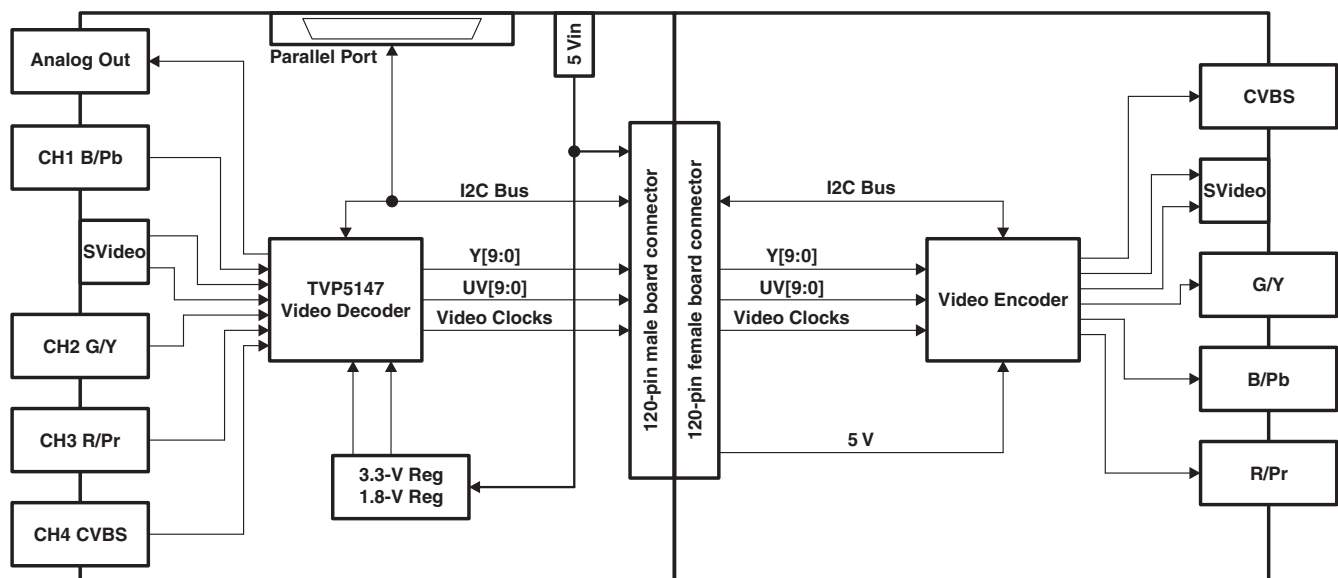 Analog Out
CH1 B/Pb
SVideo
CH2 G/Y
CH3 R/Pr
CH4 CVBS
Parallel Port
5 Vin
I2C Bus
TVP5147
Video Decoder
Y[9:0]
UV[9:0]
Video Clocks
3.3-V Reg
1.8-V Reg
120-pin male board connector
120-pin female board connector
I2C Bus
Y[9:0]
UV[9:0]
Video Clocks
5 V
Video Encoder
CVBS
SVideo
G/Y
B/Pb
R/Pr